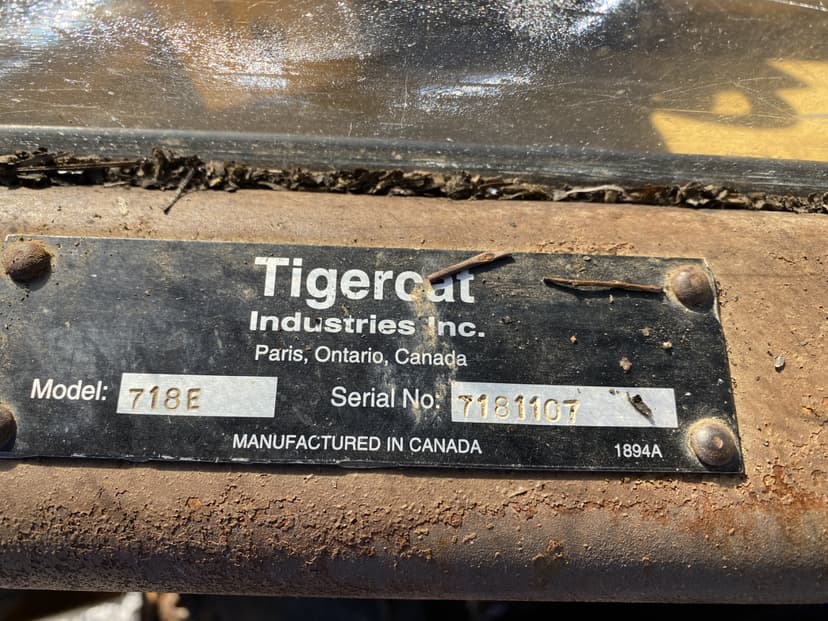 Tigercat
Industries Inc.
Paris, Ontario, Canada
Model: 718E Serial No: 7181107
MANUFACTURED IN CANADA 1894A